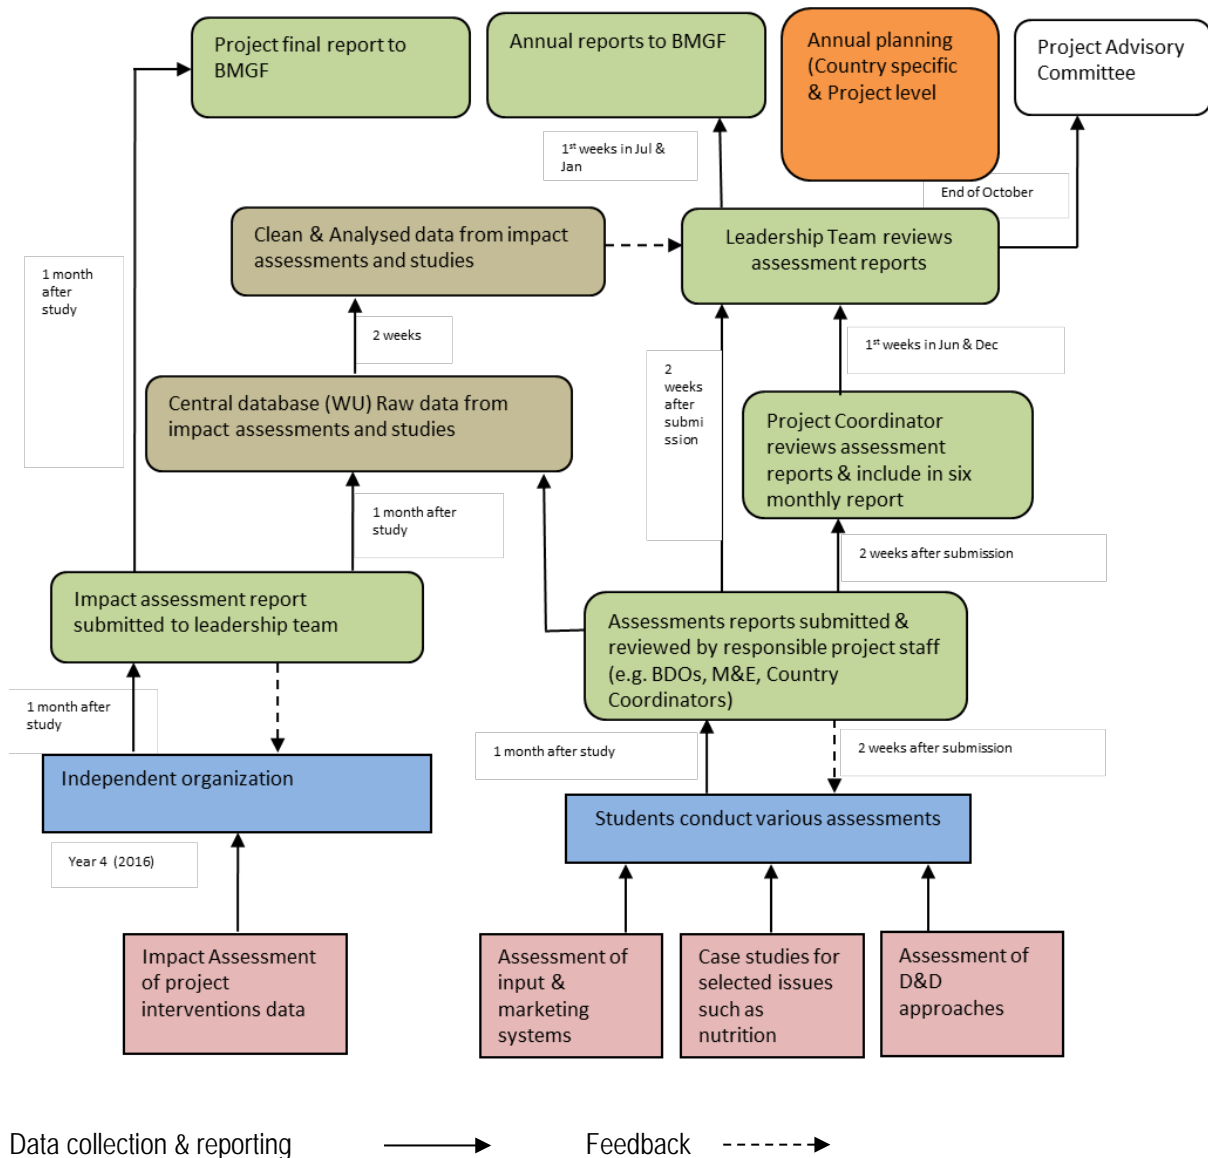 Project final report to
BMGF
Annual reports to BMGF
Annual planning
(Country specific
& Project level
Project Advisory
Committee
1st weeks in Jul &
Jan
End of October
Clean & Analysed data from impact
assessments and studies
Leadership Team reviews
assessment reports
1 month
after
study
2 weeks
1st weeks in Jun & Dec
2
weeks
after
submi
ssion
Central database (WU) Raw data from
impact assessments and studies
Project Coordinator
reviews assessment
reports & include in six
monthly report
1 month after
study
2 weeks after submission
Impact assessment report
submitted to leadership team
Assessments reports submitted &
reviewed by responsible project staff
(e.g. BDOs, M&E, Country
Coordinators)
1 month after
study
1 month after study
2 weeks after submission
Independent organization
Students conduct various assessments
Year 4 (2016)
Impact Assessment
of project
interventions data
Assessment of
input &
marketing
systems
Case studies for
selected issues
such as
nutrition
Assessment of
D&D
approaches
Data collection & reporting
Feedback